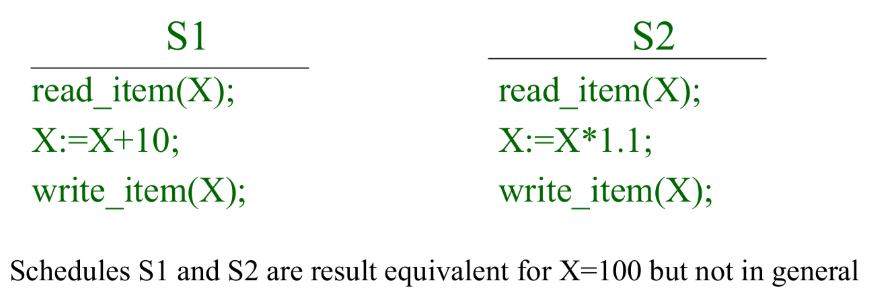 S1
read_item(X);
X:=X+10;
write_item(X);
S2
read_item(X);
X:=X*1.1;
write_item(X);
Schedules S1 and S2 are result equivalent for X=100 but not in general